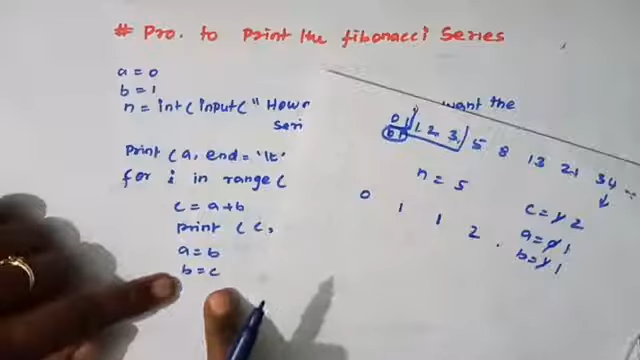 # Pro. to Print the fibonacci Series
a = 0
b = 1
n = int(input("How want the
seri
Print (a, end = '\t'
for i in range(
c = a+b
print (c,
a = b
b = c
0 1 1 2 3 5 8 13 21 34
0 1
n = 5
0 1 1 2
c = 1 2
a = 0 1
b = 1 1